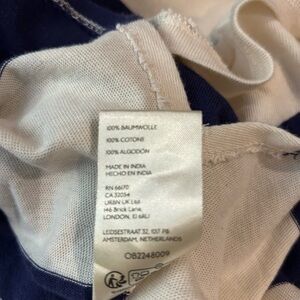 100% BAUMWOLLE
100% COTONE
100% ALGODÓN
MADE IN INDIA
HECHO EN INDIA
RN 66170
CA 32054
URBN UK Ltd
146 Brick Lane,
LONDON, E1 6RU
LEIDSESTRAAT 32, 1017 PB
AMSTERDAM, NETHERLANDS
OB2248009